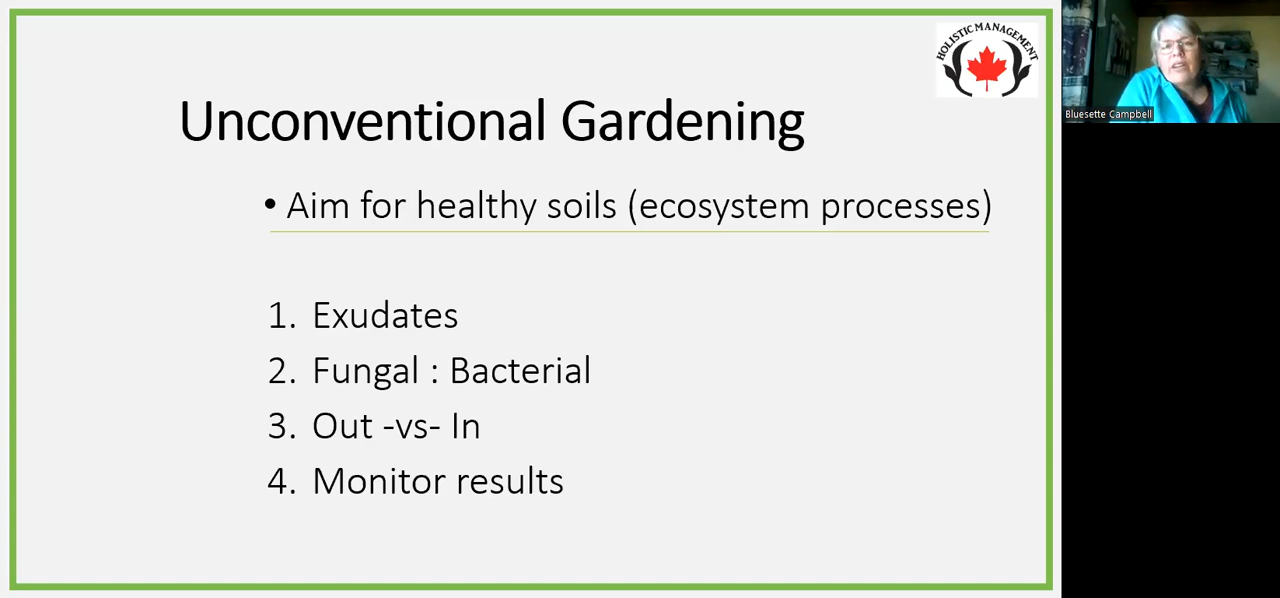 HOLISTIC MANAGEMENT
Unconventional Gardening
• Aim for healthy soils (ecosystem processes)
1. Exudates
2. Fungal : Bacterial
3. Out -vs- In
4. Monitor results
Bluesette Campbell